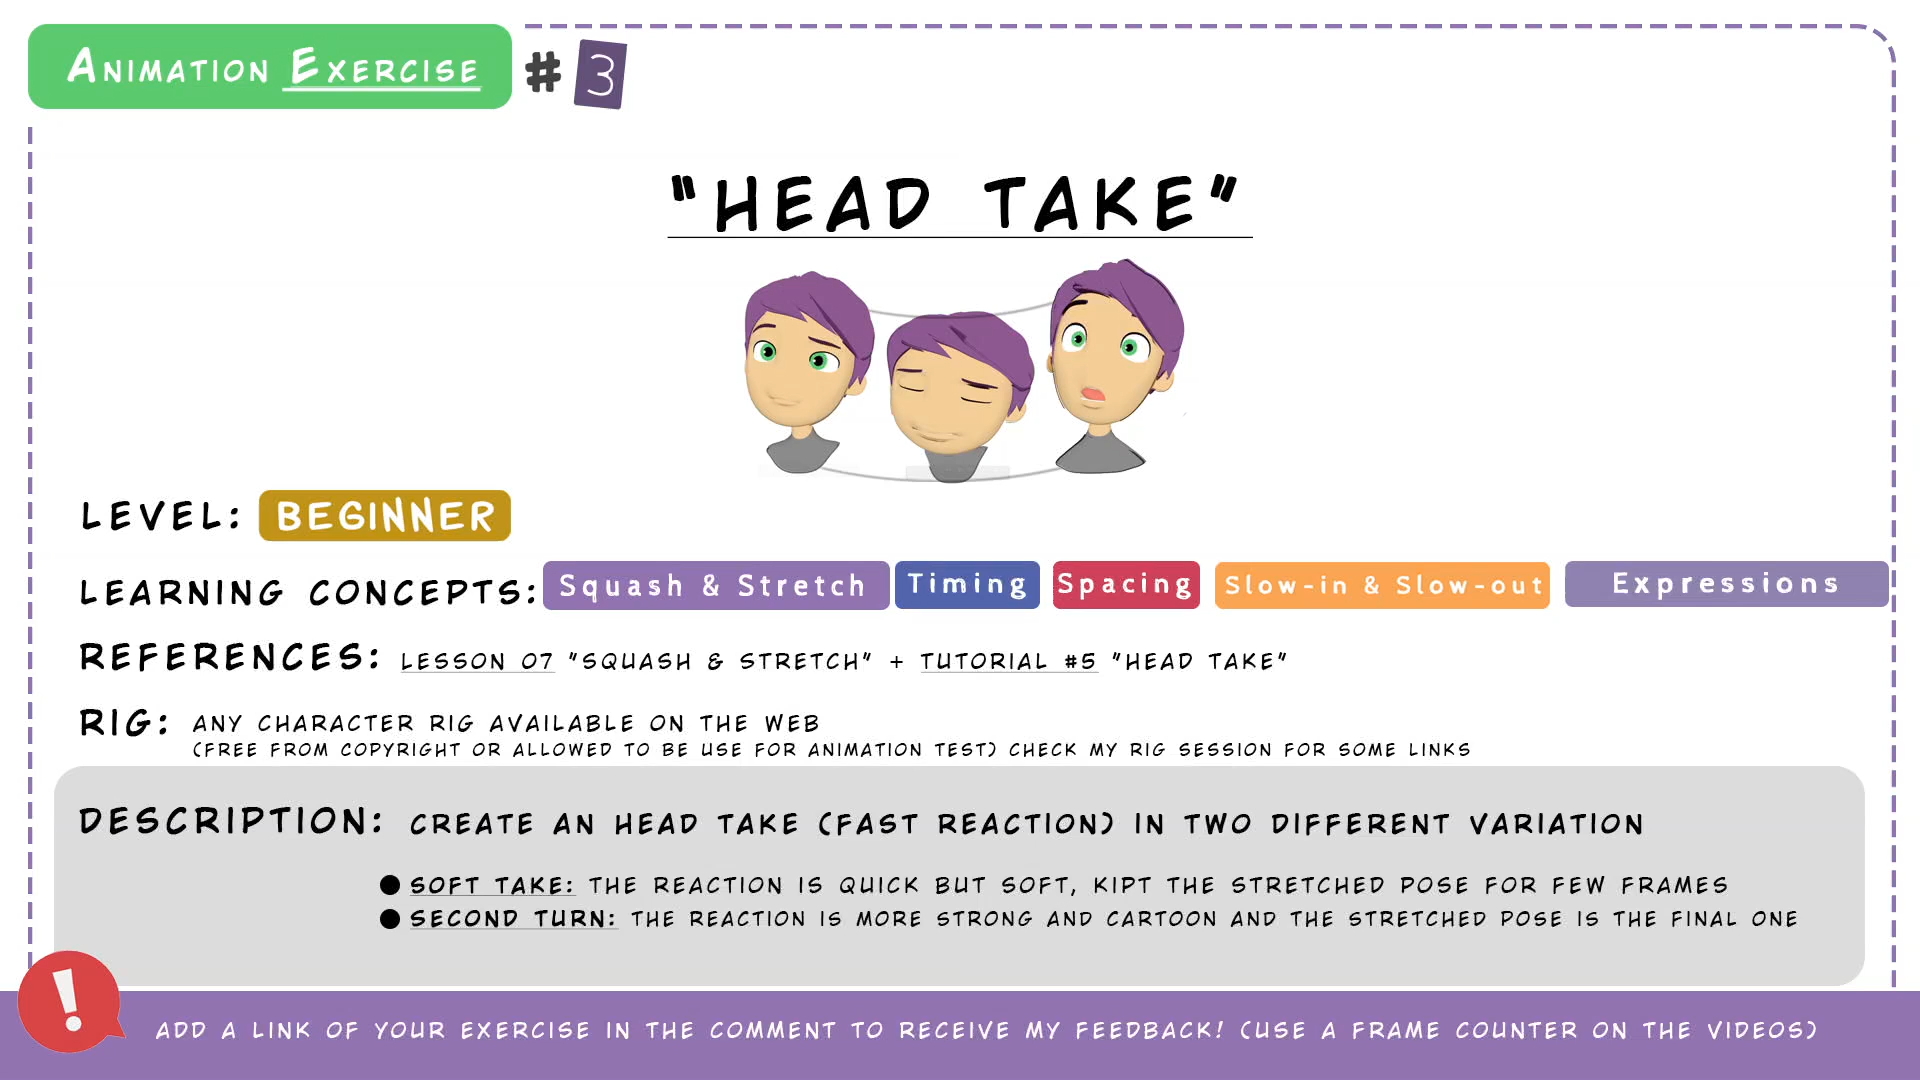 ANIMATION EXERCISE # 3
"HEAD TAKE"
LEVEL: BEGINNER
LEARNING CONCEPTS: Squash & Stretch Timing Spacing Slow-in & Slow-out Expressions
REFERENCES: LESSON 07 "SQUASH & STRETCH" + TUTORIAL #5 "HEAD TAKE"
RIG: ANY CHARACTER RIG AVAILABLE ON THE WEB
(FREE FROM COPYRIGHT OR ALLOWED TO BE USE FOR ANIMATION TEST) CHECK MY RIG SESSION FOR SOME LINKS
DESCRIPTION: CREATE AN HEAD TAKE (FAST REACTION) IN TWO DIFFERENT VARIATION
● SOFT TAKE: THE REACTION IS QUICK BUT SOFT, KIPT THE STRETCHED POSE FOR FEW FRAMES
● SECOND TURN: THE REACTION IS MORE STRONG AND CARTOON AND THE STRETCHED POSE IS THE FINAL ONE
! ADD A LINK OF YOUR EXERCISE IN THE COMMENT TO RECEIVE MY FEEDBACK! (USE A FRAME COUNTER ON THE VIDEOS)